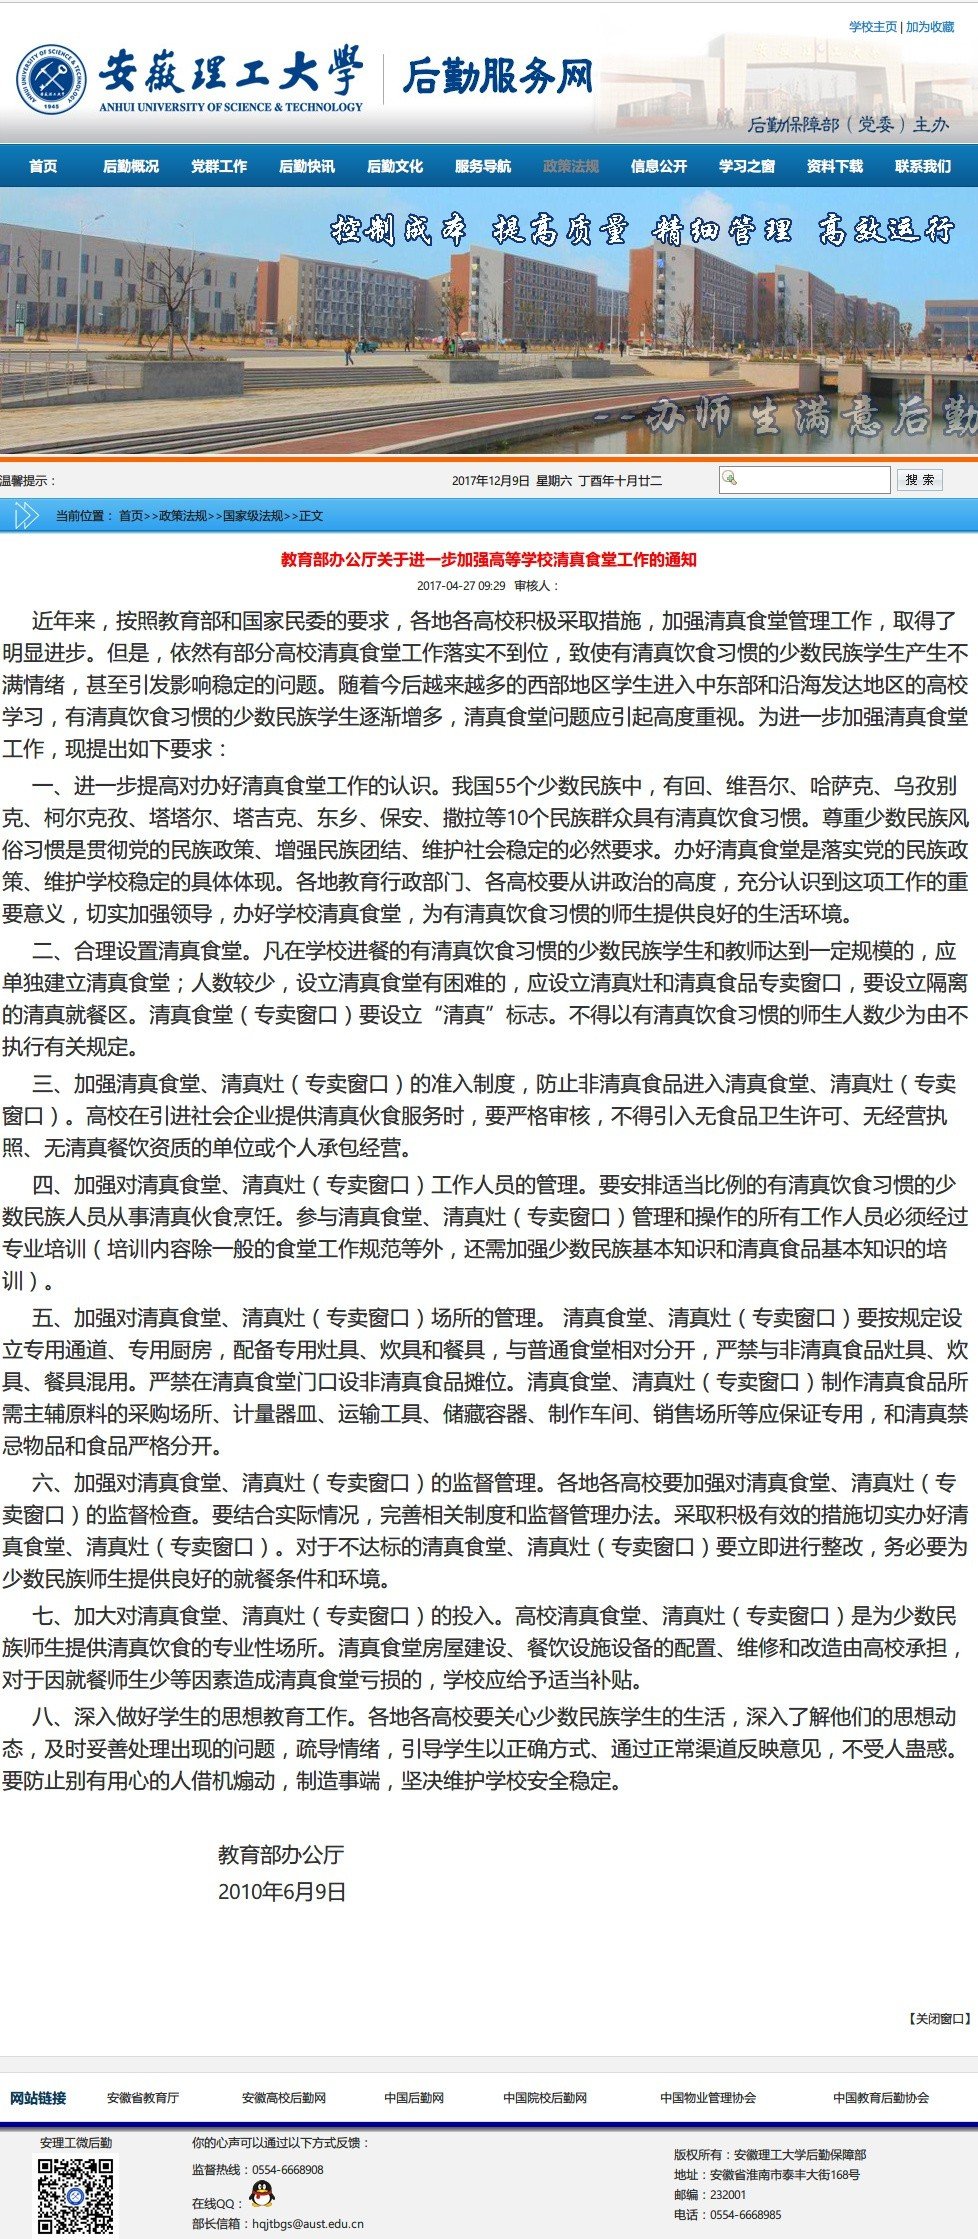 学校主页 | 加为收藏
安徽理工大学
ANHUI UNIVERSITY OF SCIENCE & TECHNOLOGY
ANHUI UNIVERSITY OF SCIENCE & TECHNOLOGY
1945
后勤服务网
后勤保障部（党委）主办
首页 后勤概况 党群工作 后勤快讯 后勤文化 服务导航 政策法规 信息公开 学习之窗 资料下载 联系我们
控制成本 提高质量 精细管理 高效运行
--办师生满意后勤
温馨提示：
2017年12月9日 星期六 丁酉年十月廿二
搜 索
当前位置： 首页>>政策法规>>国家级法规>>正文
教育部办公厅关于进一步加强高等学校清真食堂工作的通知
2017-04-27 09:29 审核人：
近年来，按照教育部和国家民委的要求，各地各高校积极采取措施，加强清真食堂管理工作，取得了
明显进步。但是，依然有部分高校清真食堂工作落实不到位，致使有清真饮食习惯的少数民族学生产生不
满情绪，甚至引发影响稳定的问题。随着今后越来越多的西部地区学生进入中东部和沿海发达地区的高校
学习，有清真饮食习惯的少数民族学生逐渐增多，清真食堂问题应引起高度重视。为进一步加强清真食堂
工作，现提出如下要求：
一、进一步提高对办好清真食堂工作的认识。我国55个少数民族中，有回、维吾尔、哈萨克、乌孜别
克、柯尔克孜、塔塔尔、塔吉克、东乡、保安、撒拉等10个民族群众具有清真饮食习惯。尊重少数民族风
俗习惯是贯彻党的民族政策、增强民族团结、维护社会稳定的必然要求。办好清真食堂是落实党的民族政
策、维护学校稳定的具体体现。各地教育行政部门、各高校要从讲政治的高度，充分认识到这项工作的重
要意义，切实加强领导，办好学校清真食堂，为有清真饮食习惯的师生提供良好的生活环境。
二、合理设置清真食堂。凡在学校进餐的有清真饮食习惯的少数民族学生和教师达到一定规模的，应
单独建立清真食堂；人数较少，设立清真食堂有困难的，应设立清真灶和清真食品专卖窗口，要设立隔离
的清真就餐区。清真食堂（专卖窗口）要设立“清真”标志。不得以有清真饮食习惯的师生人数少为由不
执行有关规定。
三、加强清真食堂、清真灶（专卖窗口）的准入制度，防止非清真食品进入清真食堂、清真灶（专卖
窗口）。高校在引进社会企业提供清真伙食服务时，要严格审核，不得引入无食品卫生许可、无经营执
照、无清真餐饮资质的单位或个人承包经营。
四、加强对清真食堂、清真灶（专卖窗口）工作人员的管理。要安排适当比例的有清真饮食习惯的少
数民族人员从事清真伙食烹饪。参与清真食堂、清真灶（专卖窗口）管理和操作的所有工作人员必须经过
专业培训（培训内容除一般的食堂工作规范等外，还需加强少数民族基本知识和清真食品基本知识的培
训）。
五、加强对清真食堂、清真灶（专卖窗口）场所的管理。 清真食堂、清真灶（专卖窗口）要按规定设
立专用通道、专用厨房，配备专用灶具、炊具和餐具，与普通食堂相对分开，严禁与非清真食品灶具、炊
具、餐具混用。严禁在清真食堂门口设非清真食品摊位。清真食堂、清真灶（专卖窗口）制作清真食品所
需主辅原料的采购场所、计量器皿、运输工具、储藏容器、制作车间、销售场所等应保证专用，和清真禁
忌物品和食品严格分开。
六、加强对清真食堂、清真灶（专卖窗口）的监督管理。各地各高校要加强对清真食堂、清真灶（专
卖窗口）的监督检查。要结合实际情况，完善相关制度和监督管理办法。采取积极有效的措施切实办好清
真食堂、清真灶（专卖窗口）。对于不达标的清真食堂、清真灶（专卖窗口）要立即进行整改，务必要为
少数民族师生提供良好的就餐条件和环境。
七、加大对清真食堂、清真灶（专卖窗口）的投入。高校清真食堂、清真灶（专卖窗口）是为少数民
族师生提供清真饮食的专业性场所。清真食堂房屋建设、餐饮设施设备的配置、维修和改造由高校承担，
对于因就餐师生少等因素造成清真食堂亏损的，学校应给予适当补贴。
八、深入做好学生的思想教育工作。各地各高校要关心少数民族学生的生活，深入了解他们的思想动
态，及时妥善处理出现的问题，疏导情绪，引导学生以正确方式、通过正常渠道反映意见，不受人蛊惑。
要防止别有用心的人借机煽动，制造事端，坚决维护学校安全稳定。
教育部办公厅
2010年6月9日
【关闭窗口】
网站链接 安徽省教育厅 安徽高校后勤网 中国后勤网 中国院校后勤网 中国物业管理协会 中国教育后勤协会
安理工微后勤
你的心声可以通过以下方式反馈：
监督热线：0554-6668908
在线QQ：
部长信箱：hqjtbgs@aust.edu.cn
版权所有：安徽理工大学后勤保障部
地址：安徽省淮南市泰丰大街168号
邮编：232001
电话：0554-6668985